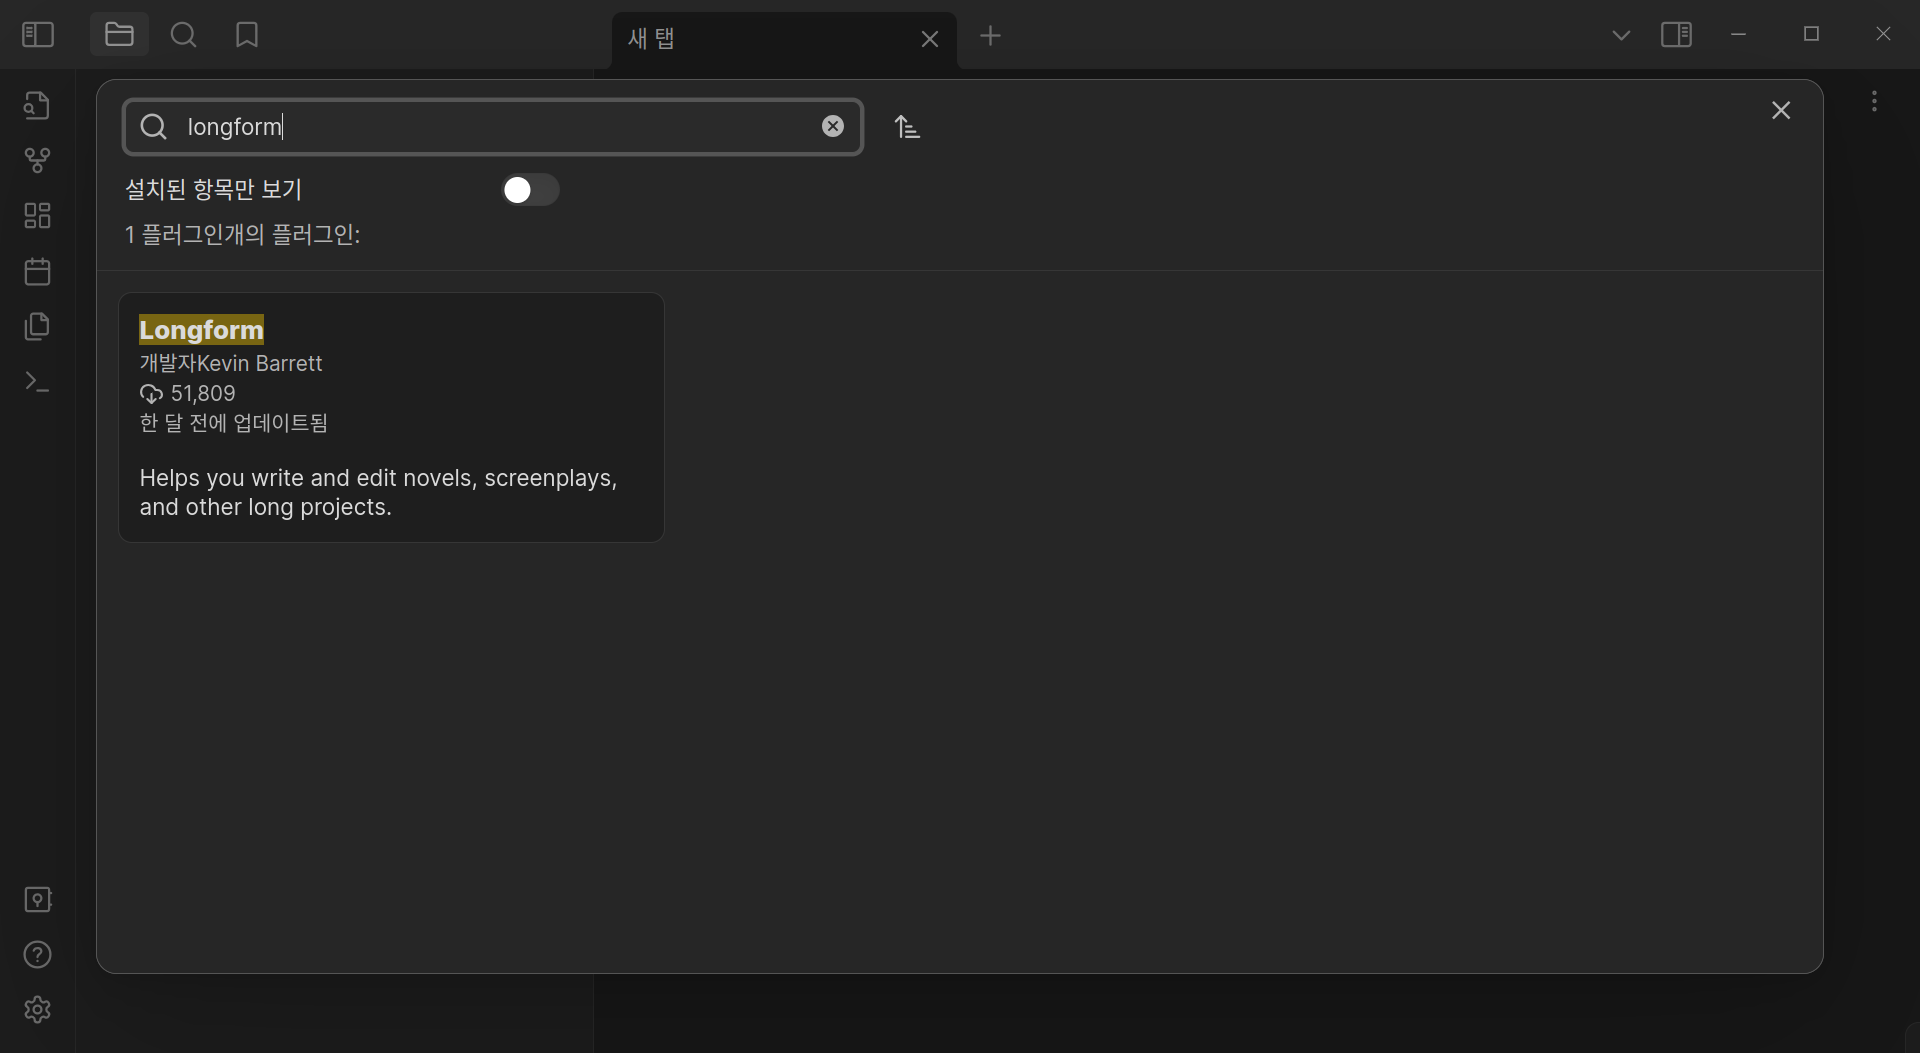 새 탭
longform
설치된 항목만 보기
1 플러그인개의 플러그인:
Longform
개발자Kevin Barrett
51,809
한 달 전에 업데이트됨
Helps you write and edit novels, screenplays,
and other long projects.